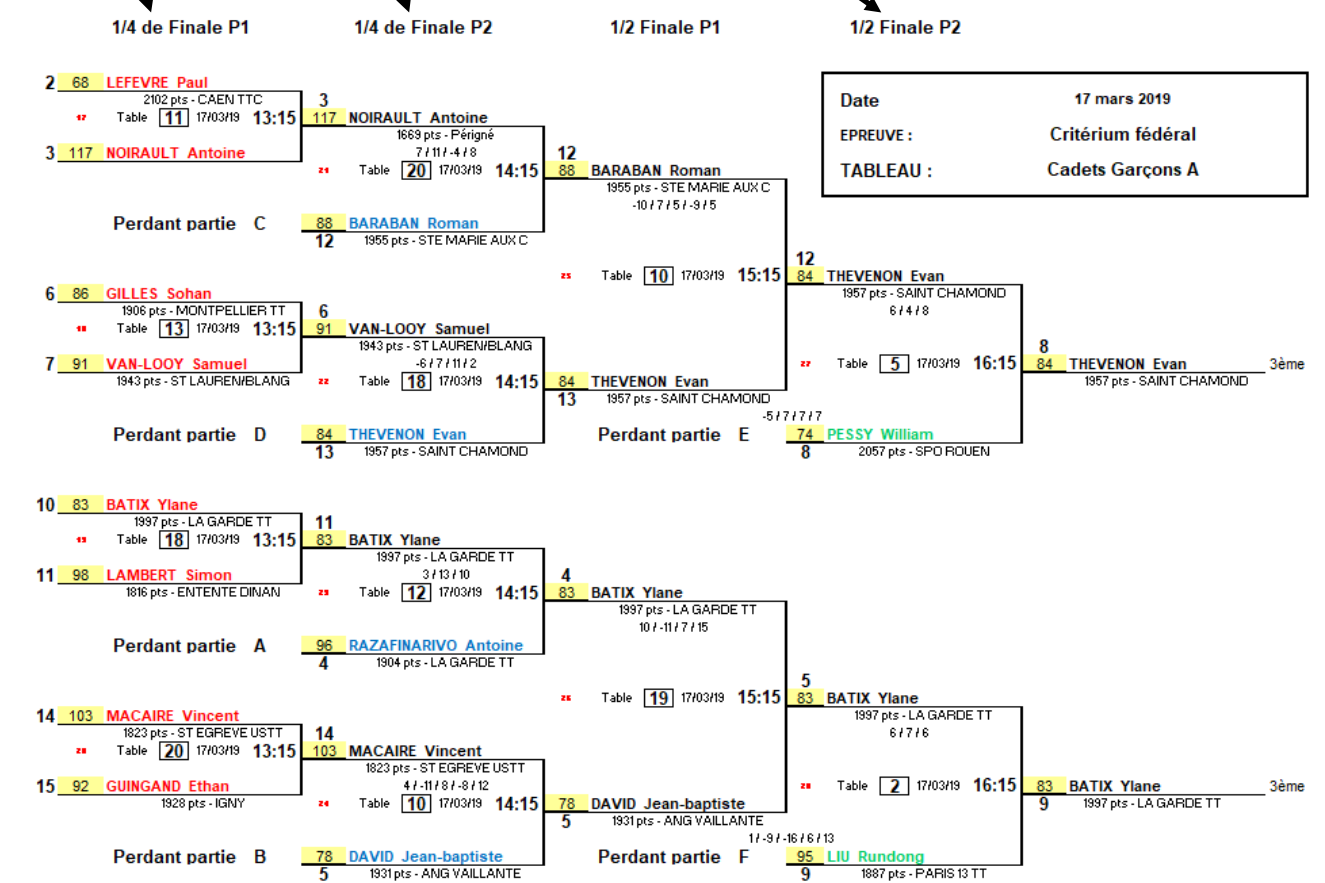 1/4 de Finale P1 1/4 de Finale P2 1/2 Finale P1 1/2 Finale P2
Date 17 mars 2019
EPREUVE : Critérium fédéral
TABLEAU : Cadets Garçons A
2 68 LEFEVRE Paul
2102 pts - CAEN TTC
17 Table 11 17/03/19 13:15
3 117 NOIRAULT Antoine
3
117 NOIRAULT Antoine
1669 pts - Périgné
7 / 11 / -4 / 8
21 Table 20 17/03/19 14:15
Perdant partie C
88 BARABAN Roman
12 1955 pts - STE MARIE AUX C
12
88 BARABAN Roman
1955 pts - STE MARIE AUX C
-10 / 7 / 5 / -9 / 5
25 Table 10 17/03/19 15:15
6 86 GILLES Sohan
1906 pts - MONTPELLIER TT
18 Table 13 17/03/19 13:15
7 91 VAN-LOOY Samuel
1943 pts - ST LAUREN/BLANG
6
91 VAN-LOOY Samuel
1943 pts - ST LAUREN/BLANG
-6 / 7 / 11 / 2
22 Table 18 17/03/19 14:15
Perdant partie D
84 THEVENON Evan
13 1957 pts - SAINT CHAMOND
84 THEVENON Evan
13 1957 pts - SAINT CHAMOND
12
84 THEVENON Evan
1957 pts - SAINT CHAMOND
6 / 4 / 8
27 Table 5 17/03/19 16:15
-5 / 7 / 7 / 7
Perdant partie E
74 PESSY William
8 2057 pts - SPO ROUEN
8
84 THEVENON Evan 3ème
1957 pts - SAINT CHAMOND
10 83 BATIX Ylane
1997 pts - LA GARDE TT
19 Table 18 17/03/19 13:15
11 98 LAMBERT Simon
1816 pts - ENTENTE DINAN
11
83 BATIX Ylane
1997 pts - LA GARDE TT
3 / 13 / 10
23 Table 12 17/03/19 14:15
Perdant partie A
96 RAZAFINARIVO Antoine
4 1904 pts - LA GARDE TT
4
83 BATIX Ylane
1997 pts - LA GARDE TT
10 / -11 / 7 / 15
26 Table 19 17/03/19 15:15
14 103 MACAIRE Vincent
1823 pts - ST EGREVE USTT
20 Table 20 17/03/19 13:15
15 92 GUINGAND Ethan
1928 pts - IGNY
14
103 MACAIRE Vincent
1823 pts - ST EGREVE USTT
4 / -11 / 8 / -8 / 12
24 Table 10 17/03/19 14:15
Perdant partie B
78 DAVID Jean-baptiste
5 1931 pts - ANG VAILLANTE
78 DAVID Jean-baptiste
5 1931 pts - ANG VAILLANTE
5
83 BATIX Ylane
1997 pts - LA GARDE TT
6 / 7 / 6
28 Table 2 17/03/19 16:15
1 / -9 / -16 / 6 / 13
Perdant partie F
95 LIU Rundong
9 1887 pts - PARIS 13 TT
83 BATIX Ylane 3ème
9 1997 pts - LA GARDE TT